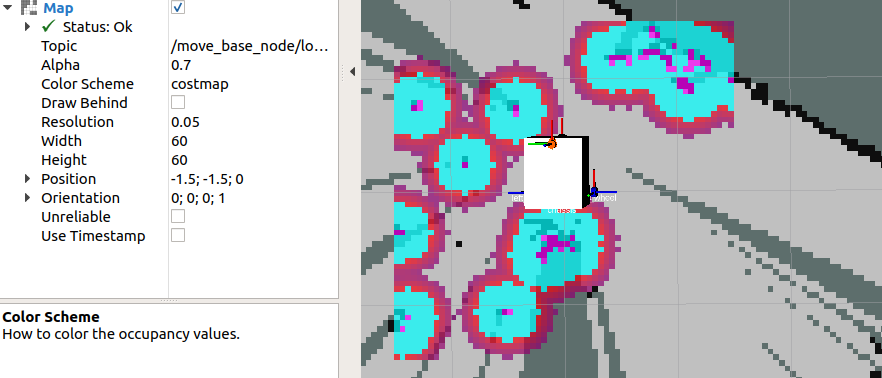 Map
Status: Ok
Topic /move_base_node/lo...
Alpha 0.7
Color Scheme costmap
Draw Behind
Resolution 0.05
Width 60
Height 60
Position -1.5; -1.5; 0
Orientation 0; 0; 0; 1
Unreliable
Use Timestamp
Color Scheme
How to color the occupancy values.